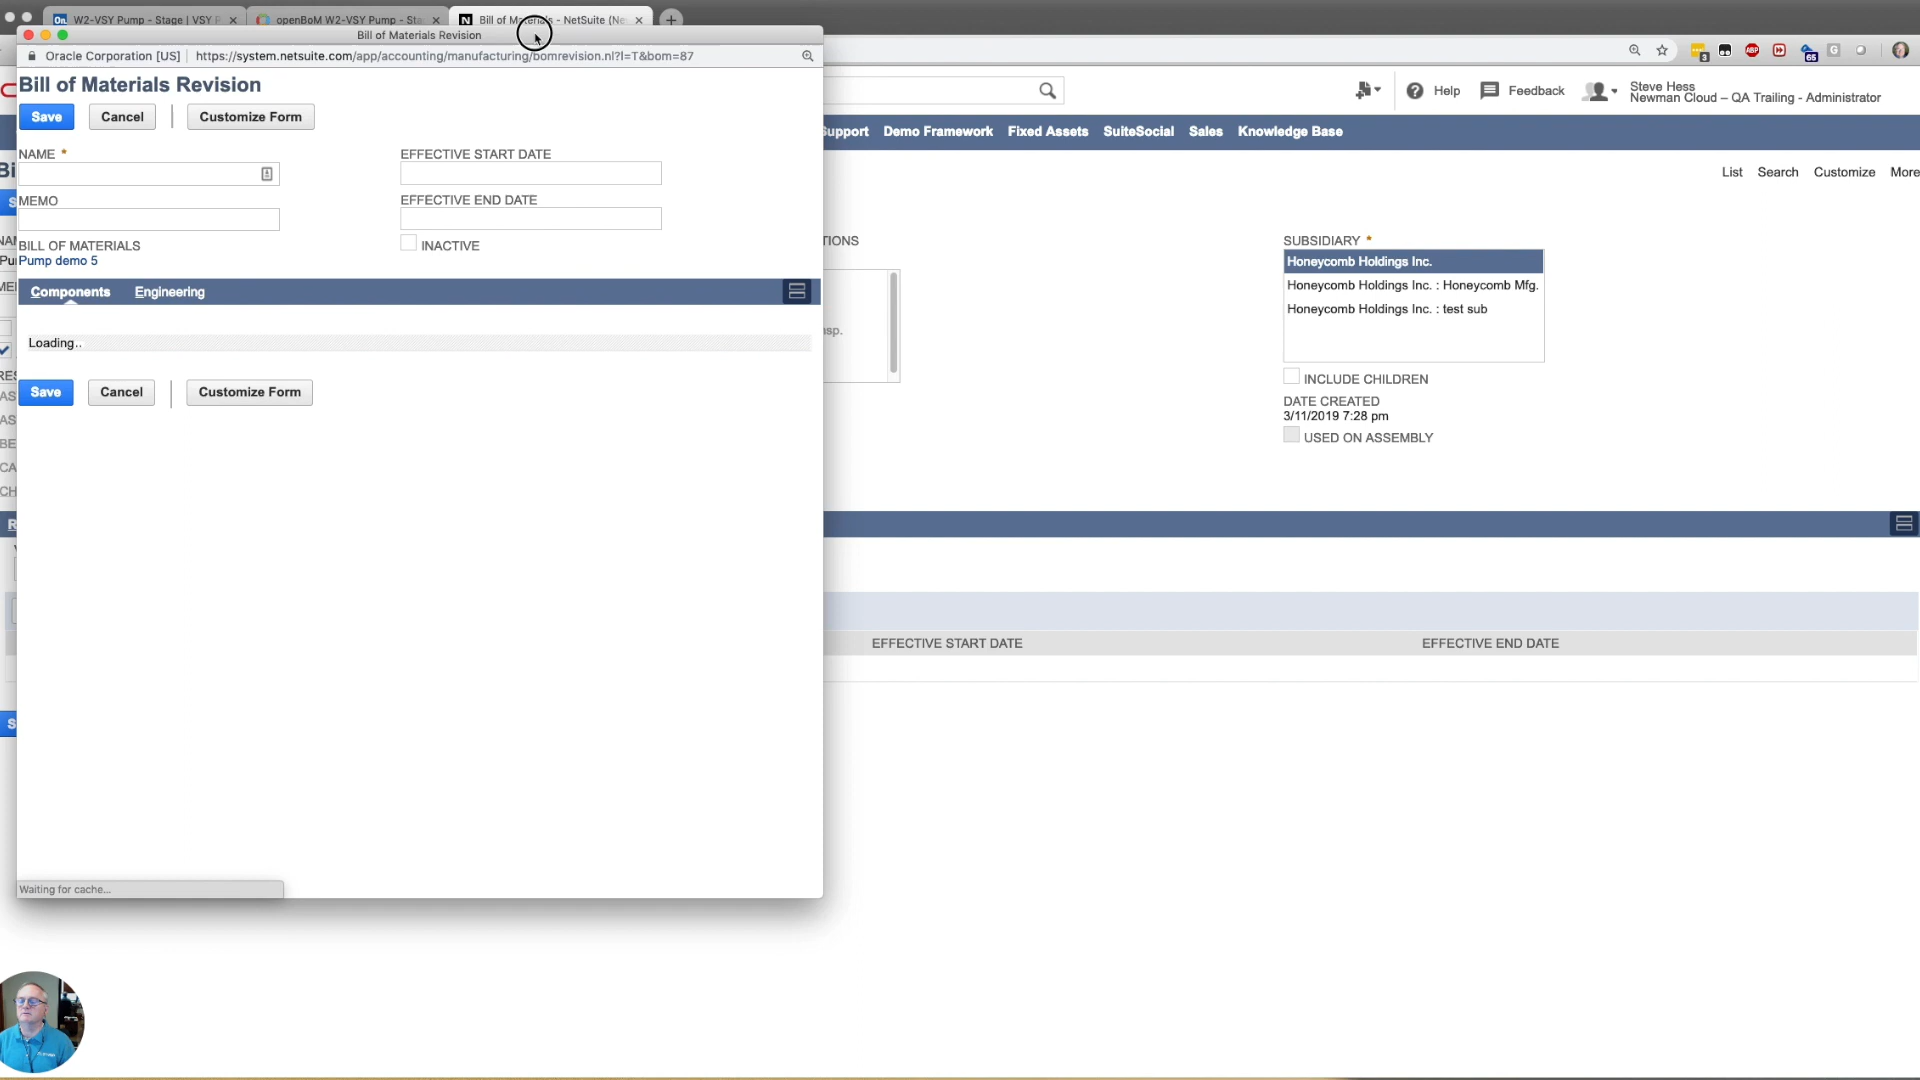 W2-VSY Pump - Stage | VSY P
openBoM W2-VSY Pump - Sta
Bill of Materials - NetSuite (Ne
Bill of Materials Revision
Oracle Corporation [US] https://system.netsuite.com/app/accounting/manufacturing/bomrevision.nl?l=T&bom=87
Bill of Materials Revision
Save Cancel Customize Form
NAME *
MEMO
BILL OF MATERIALS
Pump demo 5
EFFECTIVE START DATE
EFFECTIVE END DATE
INACTIVE
Components Engineering
Loading..
Save Cancel Customize Form
Waiting for cache...
Help Feedback
Steve Hess
Newman Cloud – QA Trailing - Administrator
Support Demo Framework Fixed Assets SuiteSocial Sales Knowledge Base
List Search Customize More
SUBSIDIARY *
Honeycomb Holdings Inc.
Honeycomb Holdings Inc. : Honeycomb Mfg.
Honeycomb Holdings Inc. : test sub
INCLUDE CHILDREN
DATE CREATED
3/11/2019 7:28 pm
USED ON ASSEMBLY
EFFECTIVE START DATE EFFECTIVE END DATE